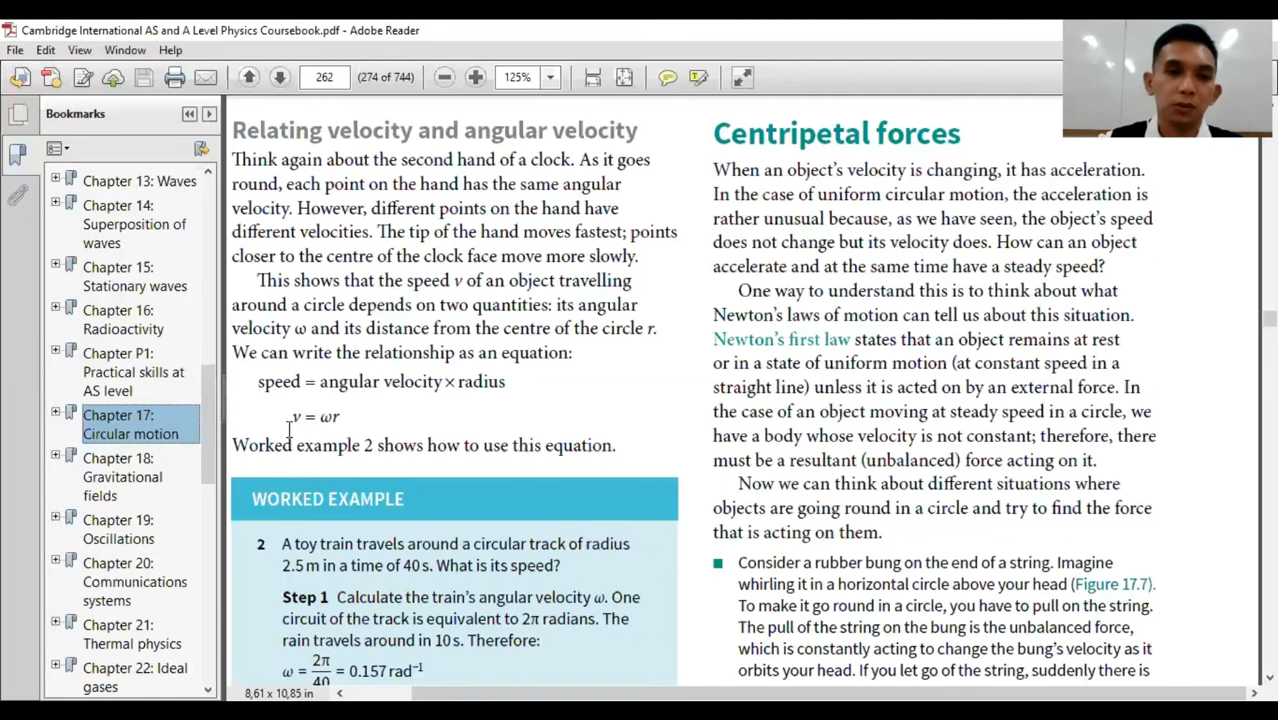 Cambridge International AS and A Level Physics Coursebook.pdf - Adobe Reader
File Edit View Window Help
262 (274 of 744) 125%
Bookmarks
Chapter 13: Waves
Chapter 14:
Superposition of
waves
Chapter 15:
Stationary waves
Chapter 16:
Radioactivity
Chapter P1:
Practical skills at
AS level
Chapter 17:
Circular motion
Chapter 18:
Gravitational
fields
Chapter 19:
Oscillations
Chapter 20:
Communications
systems
Chapter 21:
Thermal physics
Chapter 22: Ideal
gases
Relating velocity and angular velocity
Think again about the second hand of a clock. As it goes
round, each point on the hand has the same angular
velocity. However, different points on the hand have
different velocities. The tip of the hand moves fastest; points
closer to the centre of the clock face move more slowly.
This shows that the speed v of an object travelling
around a circle depends on two quantities: its angular
velocity ω and its distance from the centre of the circle r.
We can write the relationship as an equation:
speed = angular velocity × radius
v = ωr
Worked example 2 shows how to use this equation.
WORKED EXAMPLE
2 A toy train travels around a circular track of radius
2.5 m in a time of 40 s. What is its speed?
Step 1 Calculate the train's angular velocity ω. One
circuit of the track is equivalent to 2π radians. The
rain travels around in 10 s. Therefore:
ω = 2π/40 = 0.157 rad⁻¹
Centripetal forces
When an object's velocity is changing, it has acceleration.
In the case of uniform circular motion, the acceleration is
rather unusual because, as we have seen, the object's speed
does not change but its velocity does. How can an object
accelerate and at the same time have a steady speed?
One way to understand this is to think about what
Newton's laws of motion can tell us about this situation.
Newton's first law states that an object remains at rest
or in a state of uniform motion (at constant speed in a
straight line) unless it is acted on by an external force. In
the case of an object moving at steady speed in a circle, we
have a body whose velocity is not constant; therefore, there
must be a resultant (unbalanced) force acting on it.
Now we can think about different situations where
objects are going round in a circle and try to find the force
that is acting on them.
■ Consider a rubber bung on the end of a string. Imagine
whirling it in a horizontal circle above your head (Figure 17.7).
To make it go round in a circle, you have to pull on the string.
The pull of the string on the bung is the unbalanced force,
which is constantly acting to change the bung's velocity as it
orbits your head. If you let go of the string, suddenly there is
8,61 x 10,85 in